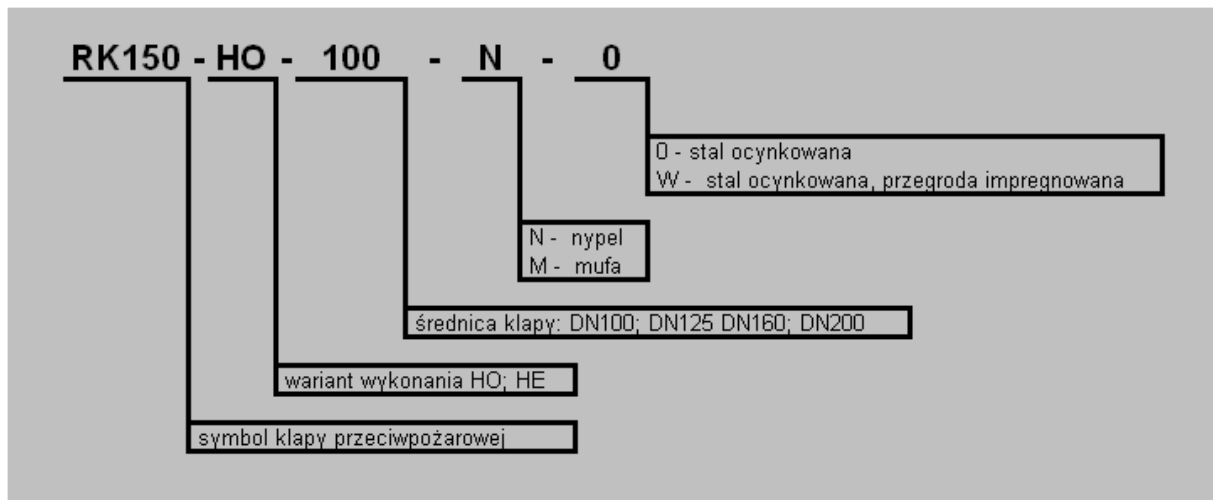 RK150 - HO - 100 - N - 0
0 - stal ocynkowana
W - stal ocynkowana, przegroda impregnowana
N - nypel
M - mufa
średnica klapy: DN100; DN125 DN160; DN200
wariant wykonania HO; HE
symbol klapy przeciwpożarowej